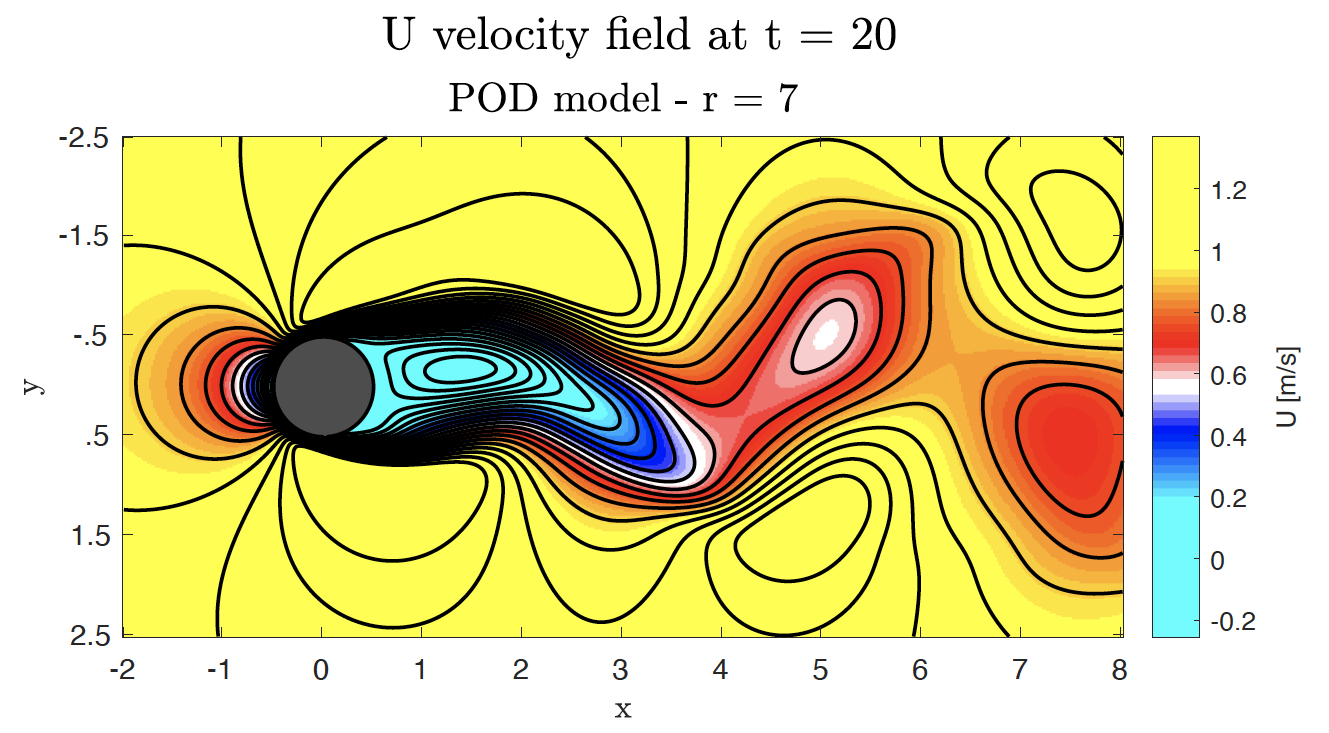 U velocity field at t = 20
POD model - r = 7
-2.5
-1.5
-.5
.5
1.5
2.5
y
-2 -1 0 1 2 3 4 5 6 7 8
x
1.2
1
0.8
0.6
0.4
0.2
0
-0.2
U [m/s]